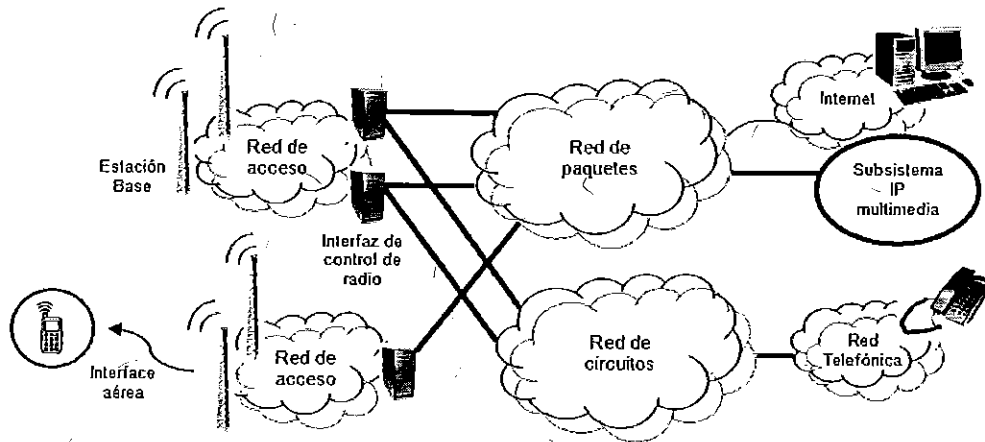 Estación
Base
Red de
acceso
Interfaz de
control de
radio
Red de
paquetes
Internet
Subsistema
IP
multimedia
Interface
aérea
Red de
acceso
Red de
circuitos
Red
Telefónica